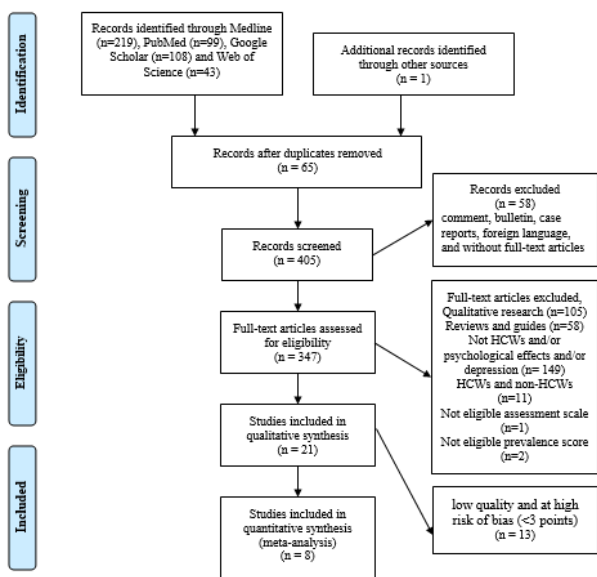 Identification
Records identified through Medline
(n=219), PubMed (n=99), Google
Scholar (n=108) and Web of
Science (n=43)
Additional records identified
through other sources
(n = 1)
Records after duplicates removed
(n = 65)
Screening
Records screened
n = 405)
Records excluded
(n = 58)
comment, bulletin, case
reports, foreign language,
and without full-text articles
Eligibility
Full-text articles assessed
for eligibility
(n = 347)
Full-text articles excluded,
Qualitative research (n=105)
Reviews and guides (n=58)
Not HCWs and/or
psychological effects and/or
depression (n= 149)
HCWs and non-HCWs
(n=11)
Not eligible assessment scale
(n=1)
Not eligible prevalence score
(n=2)
Studies included in
qualitative synthesis
(n = 21)
Included
low quality and at high
risk of bias (<3 points)
n = 13)
Studies included in
quantitative synthesis
(meta-analysis)
(n = 8)